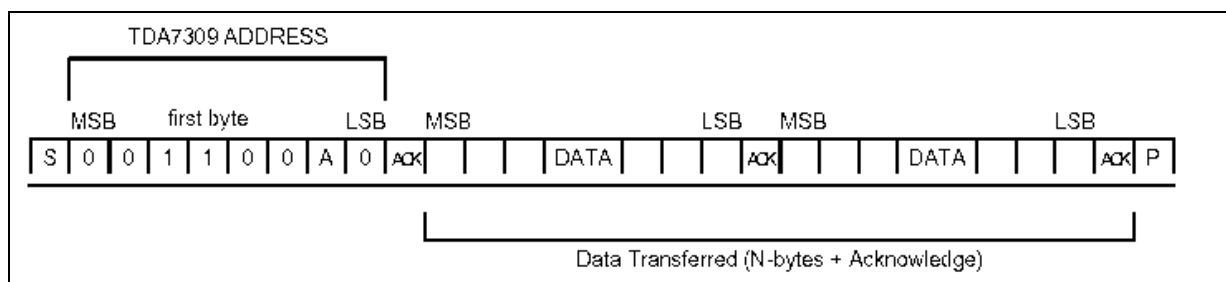 TDA7309 ADDRESS
MSB first byte LSB MSB LSB MSB LSB
S 0 0 1 1 0 0 A 0 ACK DATA ACK DATA ACK P
Data Transferred (N-bytes + Acknowledge)